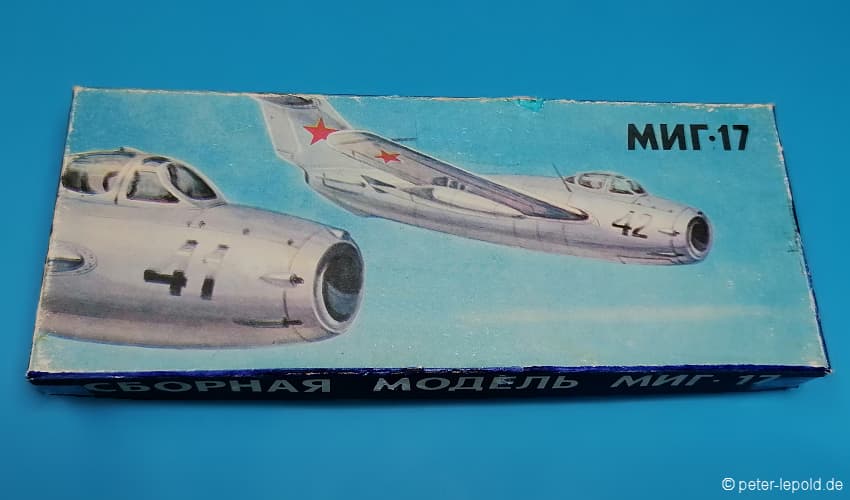 МИГ·17
42
41
СБОРНАЯ МОДЕЛЬ МИГ·17
© peter-lepold.de